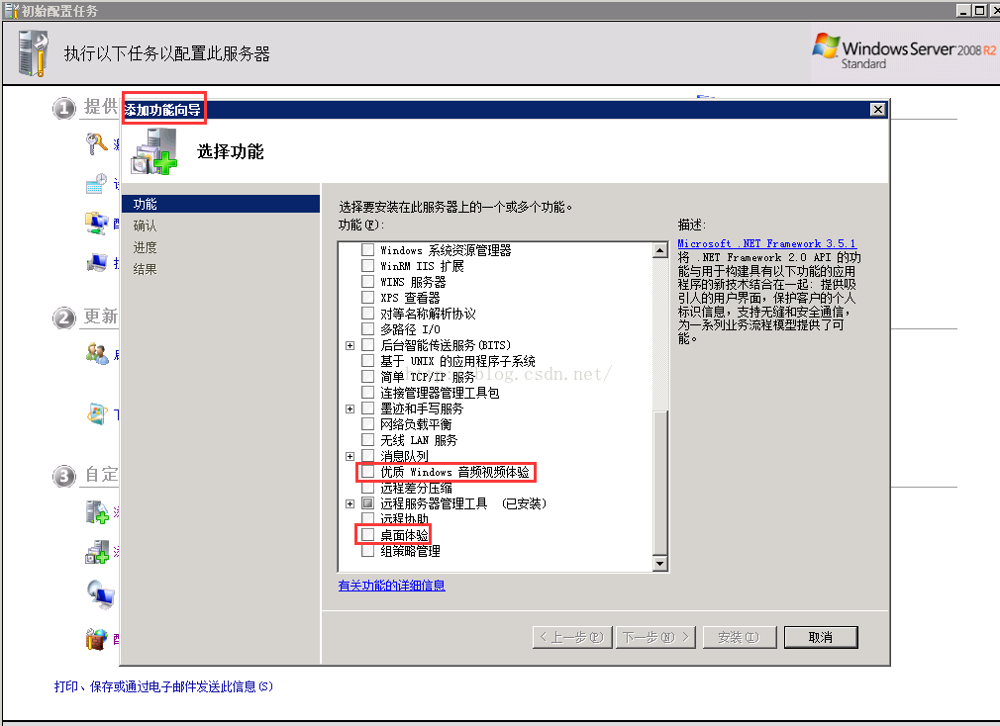 初始配置任务
执行以下任务以配置此服务器
Windows Server 2008 R2
Standard
1 提供
添加功能向导
选择功能
功能
确认
进度
结果
选择要安装在此服务器上的一个或多个功能。
功能(F):
Windows 系统资源管理器
WinRM IIS 扩展
WINS 服务器
XPS 查看器
对等名称解析协议
多路径 I/O
后台智能传送服务(BITS)
基于 UNIX 的应用程序子系统
简单 TCP/IP 服务
连接管理器管理工具包
墨迹和手写服务
网络负载平衡
无线 LAN 服务
消息队列
优质 Windows 音频视频体验
远程差分压缩
远程服务器管理工具 (已安装)
远程协助
桌面体验
组策略管理
有关功能的详细信息
描述:
Microsoft .NET Framework 3.5.1
将 .NET Framework 2.0 API 的功
能与用于构建具有以下功能的应用
程序的新技术结合在一起: 提供吸
引人的用户界面，保护客户的个人
标识信息，支持无缝和安全通信，
为一系列业务流程模型提供了可
能。
blog.csdn.net/
< 上一步(P)
下一步(N) >
安装(I)
取消
2 更新
3 自定
打印、保存或通过电子邮件发送此信息(S)